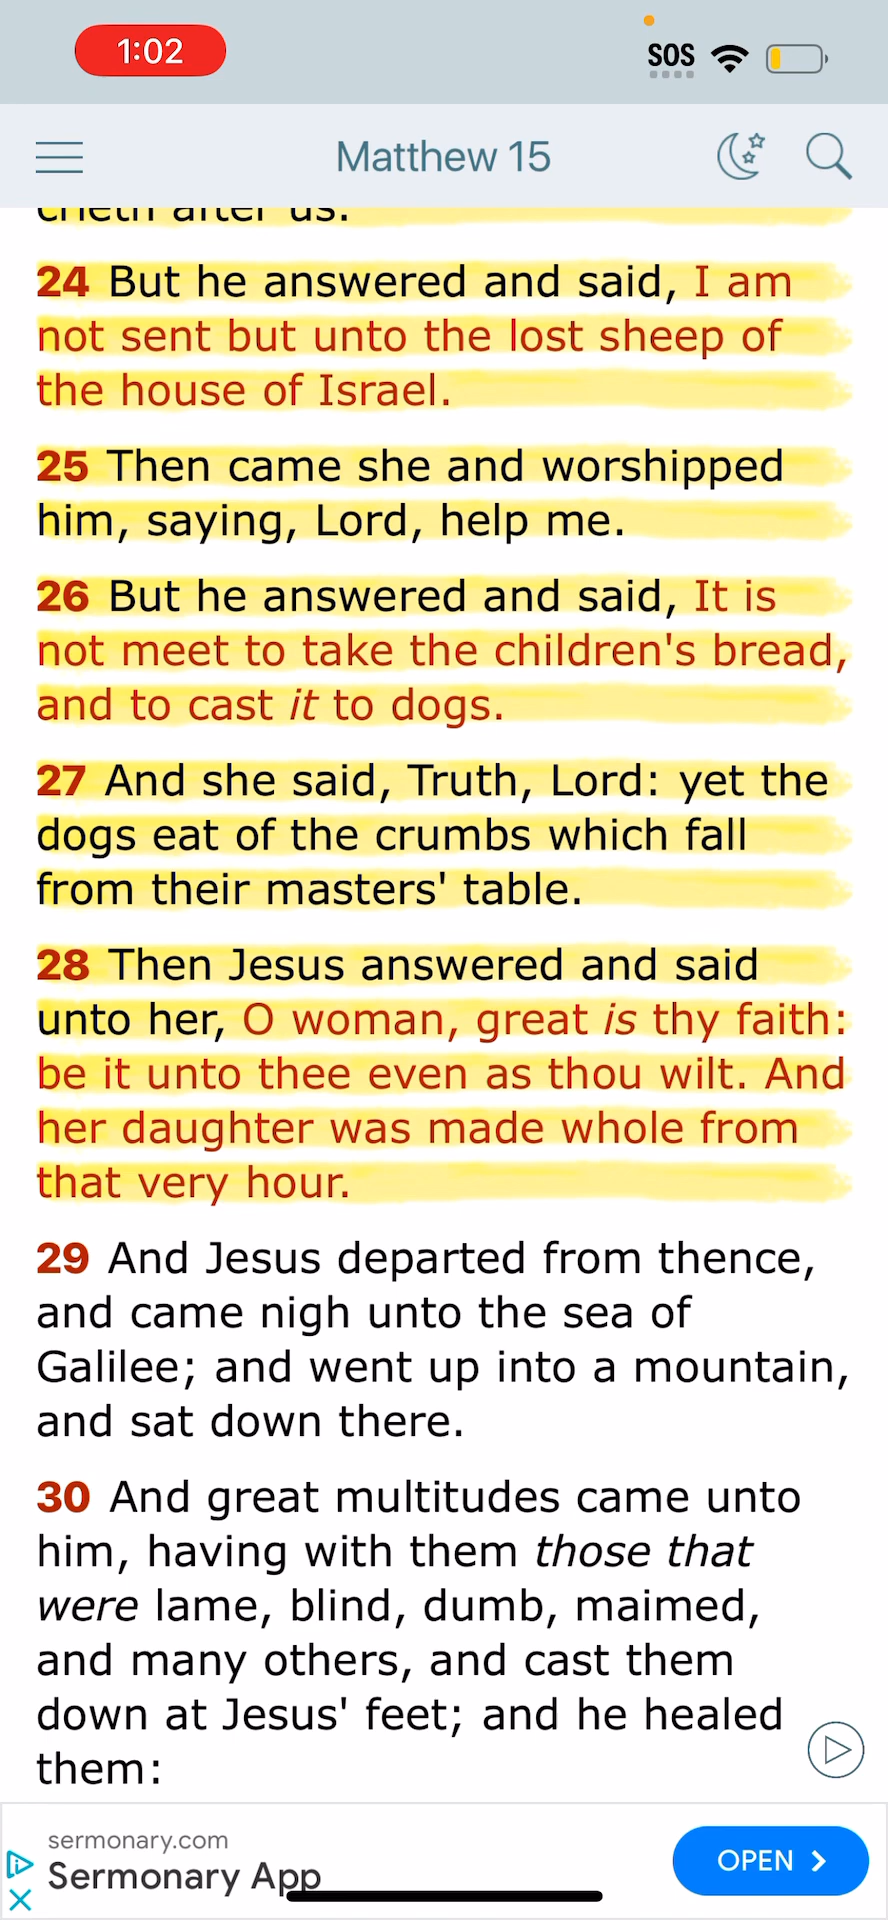 1:02
SOS
Matthew 15
cheth after us.
24 But he answered and said, I am
not sent but unto the lost sheep of
the house of Israel.
25 Then came she and worshipped
him, saying, Lord, help me.
26 But he answered and said, It is
not meet to take the children's bread,
and to cast it to dogs.
27 And she said, Truth, Lord: yet the
dogs eat of the crumbs which fall
from their masters' table.
28 Then Jesus answered and said
unto her, O woman, great is thy faith:
be it unto thee even as thou wilt. And
her daughter was made whole from
that very hour.
29 And Jesus departed from thence,
and came nigh unto the sea of
Galilee; and went up into a mountain,
and sat down there.
30 And great multitudes came unto
him, having with them those that
were lame, blind, dumb, maimed,
and many others, and cast them
down at Jesus' feet; and he healed
them:
sermonary.com
Sermonary App
OPEN